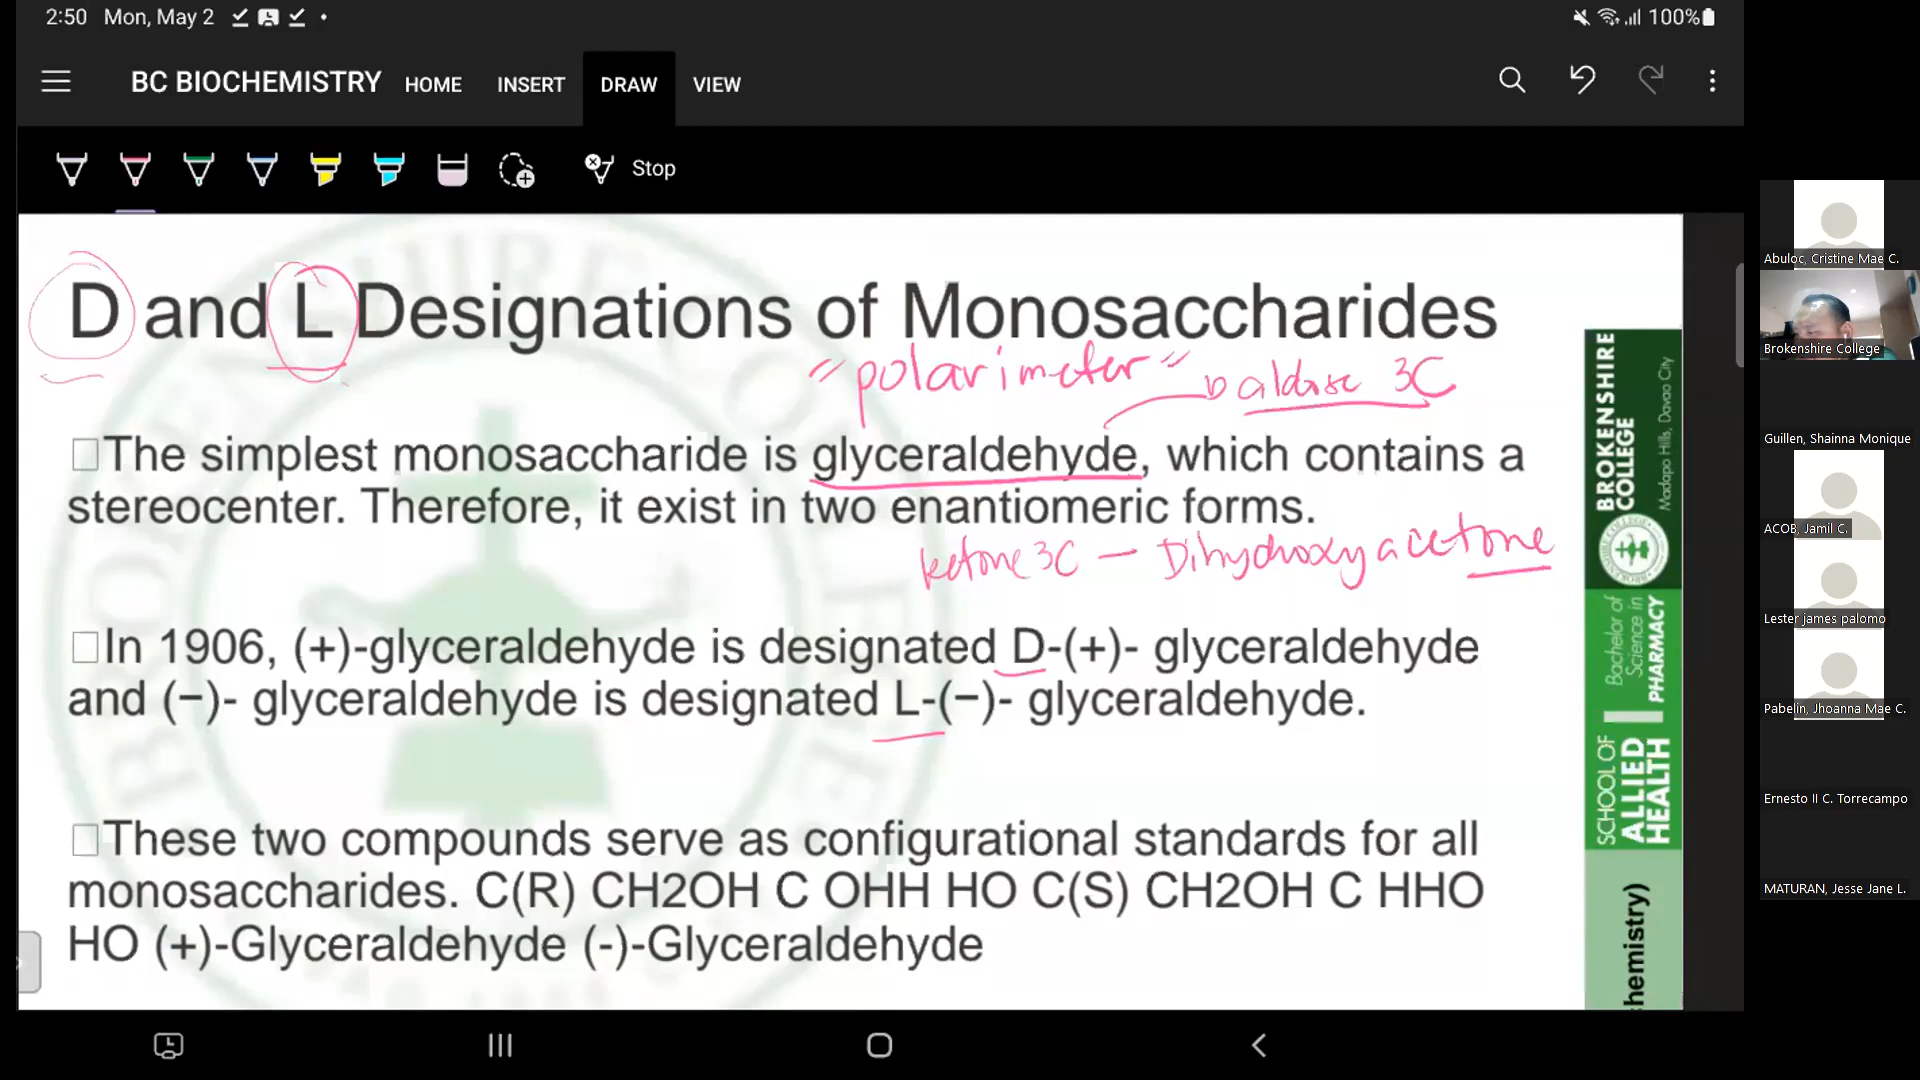 2:50 Mon, May 2
100%
BC BIOCHEMISTRY HOME INSERT DRAW VIEW
Stop
D and L Designations of Monosaccharides
"polarimeter"
aldose 3C
The simplest monosaccharide is glyceraldehyde, which contains a
stereocenter. Therefore, it exist in two enantiomeric forms.
ketone 3C — Dihydroxyacetone
In 1906, (+)-glyceraldehyde is designated D-(+)- glyceraldehyde
and (−)- glyceraldehyde is designated L-(−)- glyceraldehyde.
These two compounds serve as configurational standards for all
monosaccharides. C(R) CH2OH C OHH HO C(S) CH2OH C HHO
HO (+)-Glyceraldehyde (-)-Glyceraldehyde
BROKENSHIRE
COLLEGE
Madapo Hills, Davao City
Bachelor of
Science in
PHARMACY
SCHOOL OF
ALLIED
HEALTH
hemistry)
Abuloc, Cristine Mae C.
Brokenshire College
Guillen, Shainna Monique
ACOB, Jamil C.
Lester james palomo
Pabelin, Jhoanna Mae C.
Ernesto II C. Torrecampo
MATURAN, Jesse Jane L.